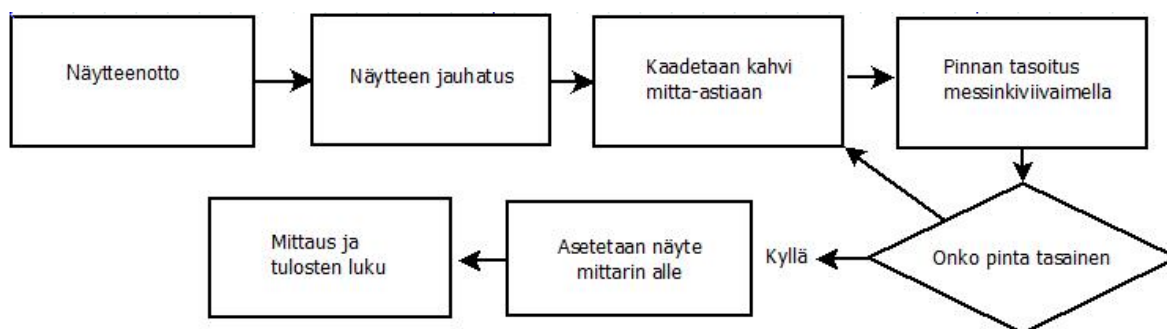 Näytteenotto
Näytteen jauhatus
Kaadetaan kahvi
mitta-astiaan
Pinnan tasoitus
messinkiviivaimella
Onko pinta tasainen
Kyllä
Asetetaan näyte
mittarin alle
Mittaus ja
tulosten luku